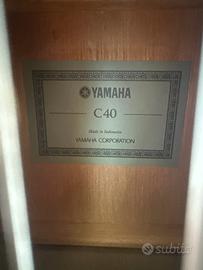 YAMAHA
C40
Made in Indonesia
YAMAHA CORPORATION
subito